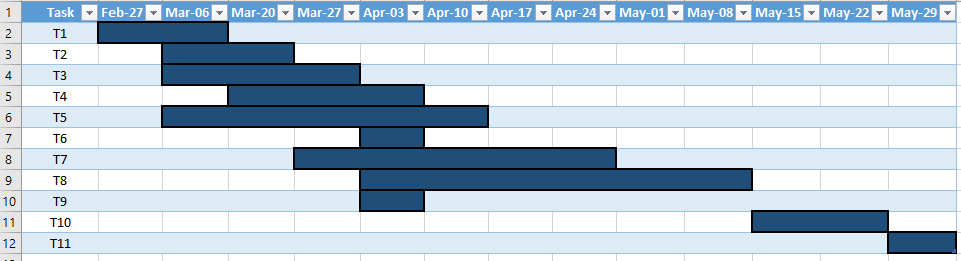 1 Task Feb-27 Mar-06 Mar-20 Mar-27 Apr-03 Apr-10 Apr-17 Apr-24 May-01 May-08 May-15 May-22 May-29
2 T1
3 T2
4 T3
5 T4
6 T5
7 T6
8 T7
9 T8
10 T9
11 T10
12 T11